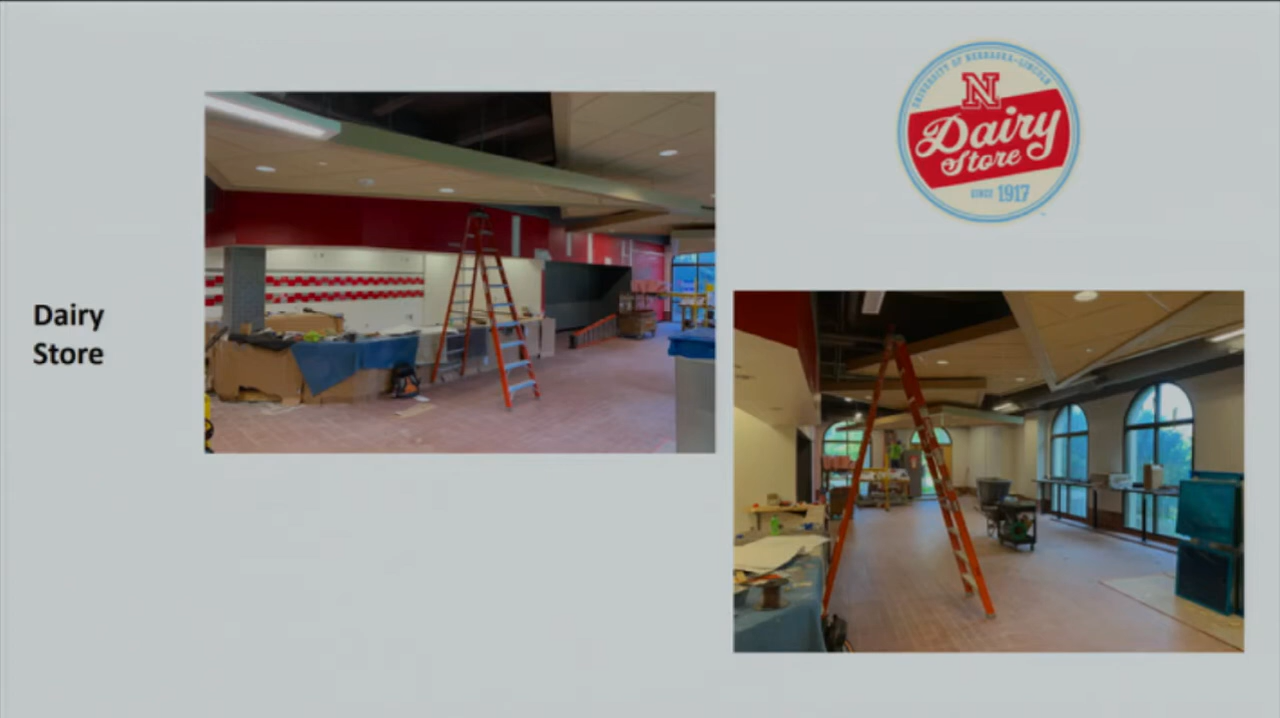 Dairy
Store
UNIVERSITY OF NEBRASKA–LINCOLN
N
Dairy
Store
SINCE 1917